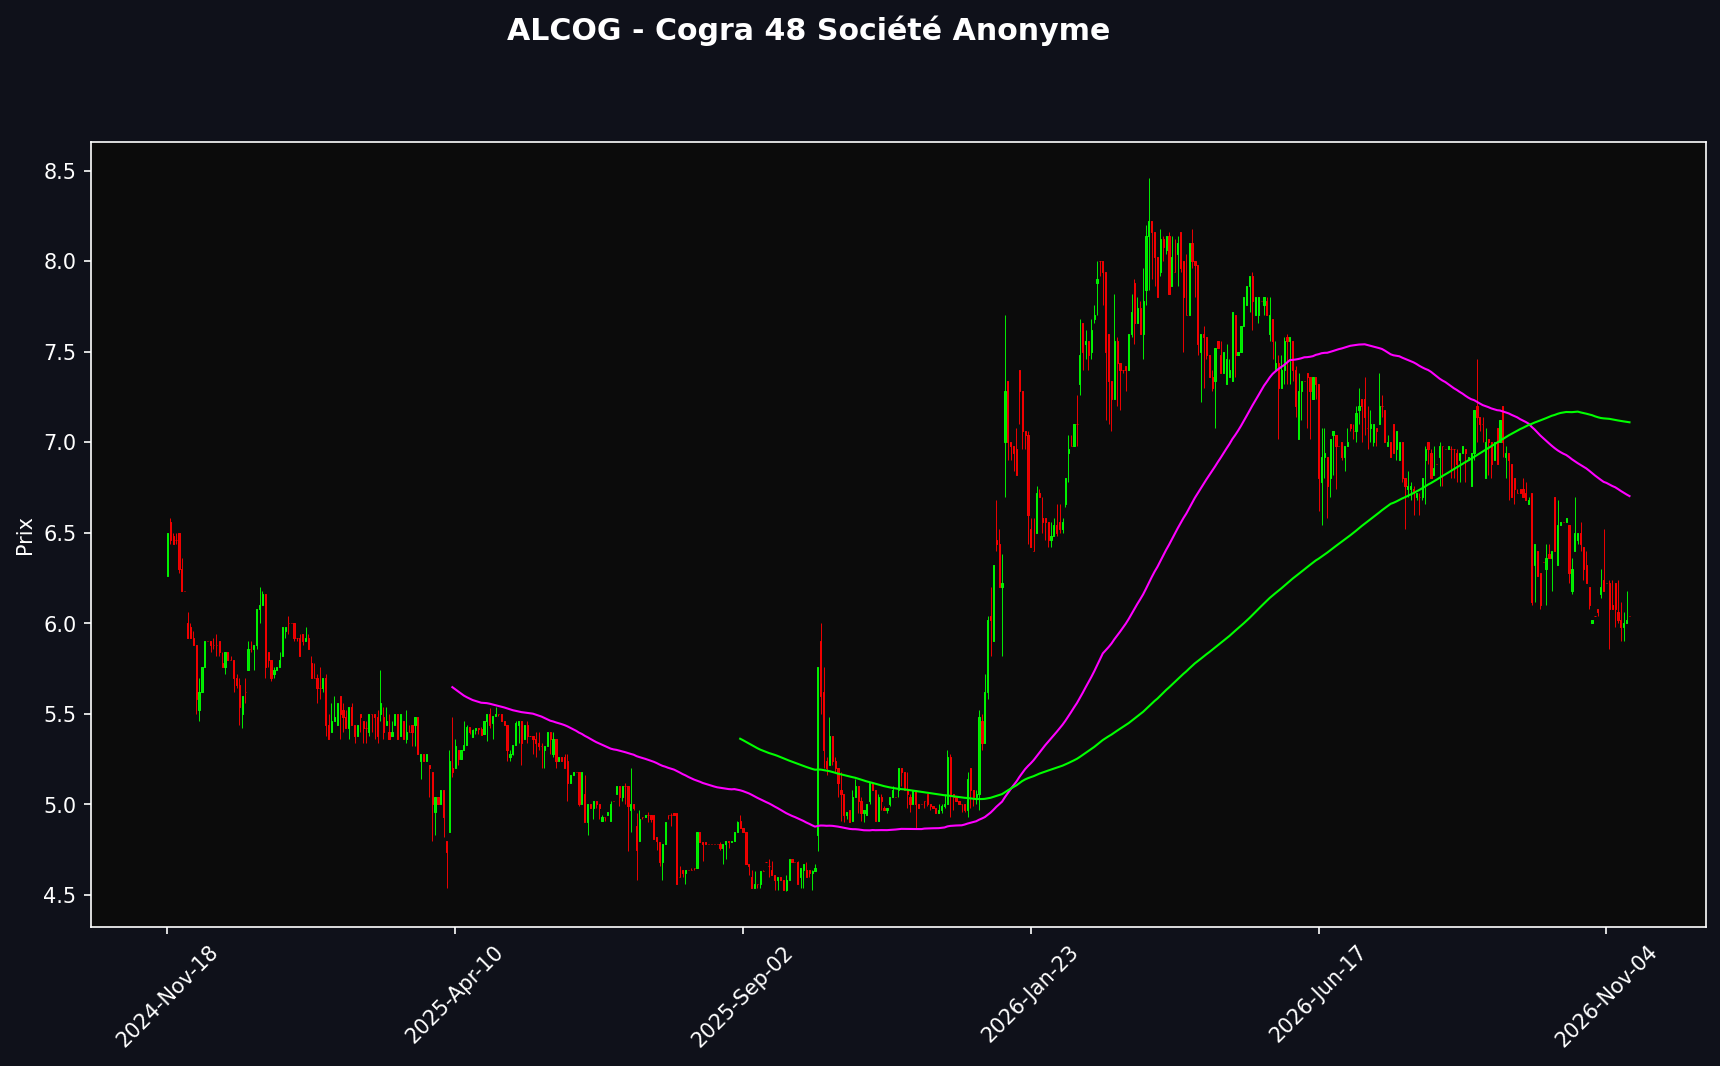 ALCOG - Cogra 48 Société Anonyme
8.5
8.0
7.5
7.0
6.5
6.0
5.5
5.0
4.5
Prix
2024-Nov-18
2025-Apr-10
2025-Sep-02
2026-Jan-23
2026-Jun-17
2026-Nov-04